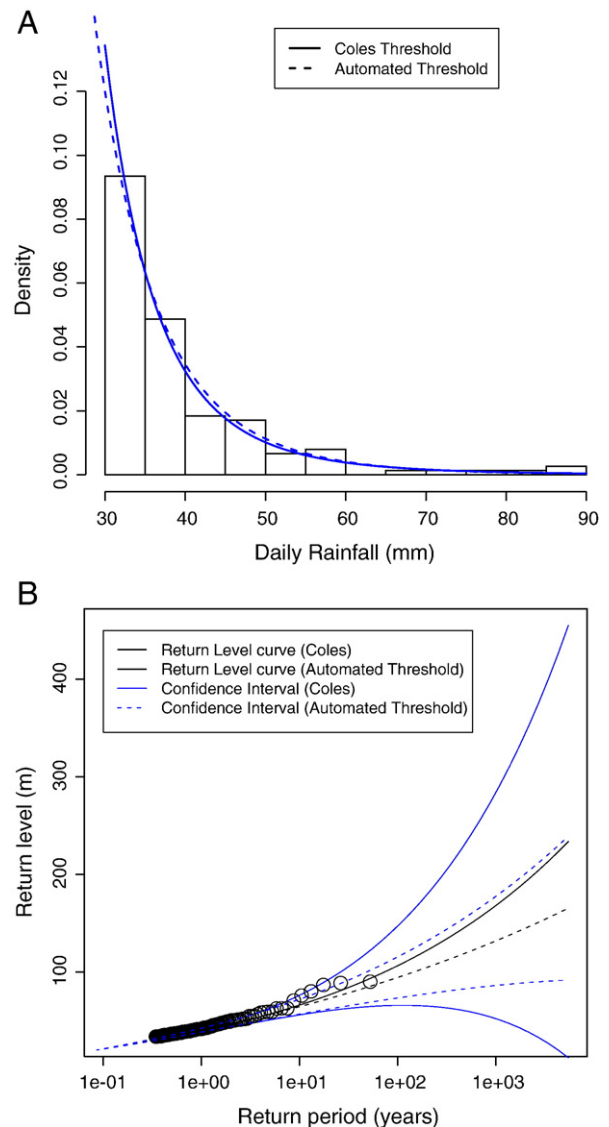 A
Coles Threshold
Automated Threshold
0.12
0.10
0.08
0.06
0.04
0.02
0.00
Density
30 40 50 60 70 80 90
Daily Rainfall (mm)
B
Return Level curve (Coles)
Return Level curve (Automated Threshold)
Confidence Interval (Coles)
Confidence Interval (Automated Threshold)
400
300
200
100
Return level (m)
1e-01 1e+00 1e+01 1e+02 1e+03
Return period (years)